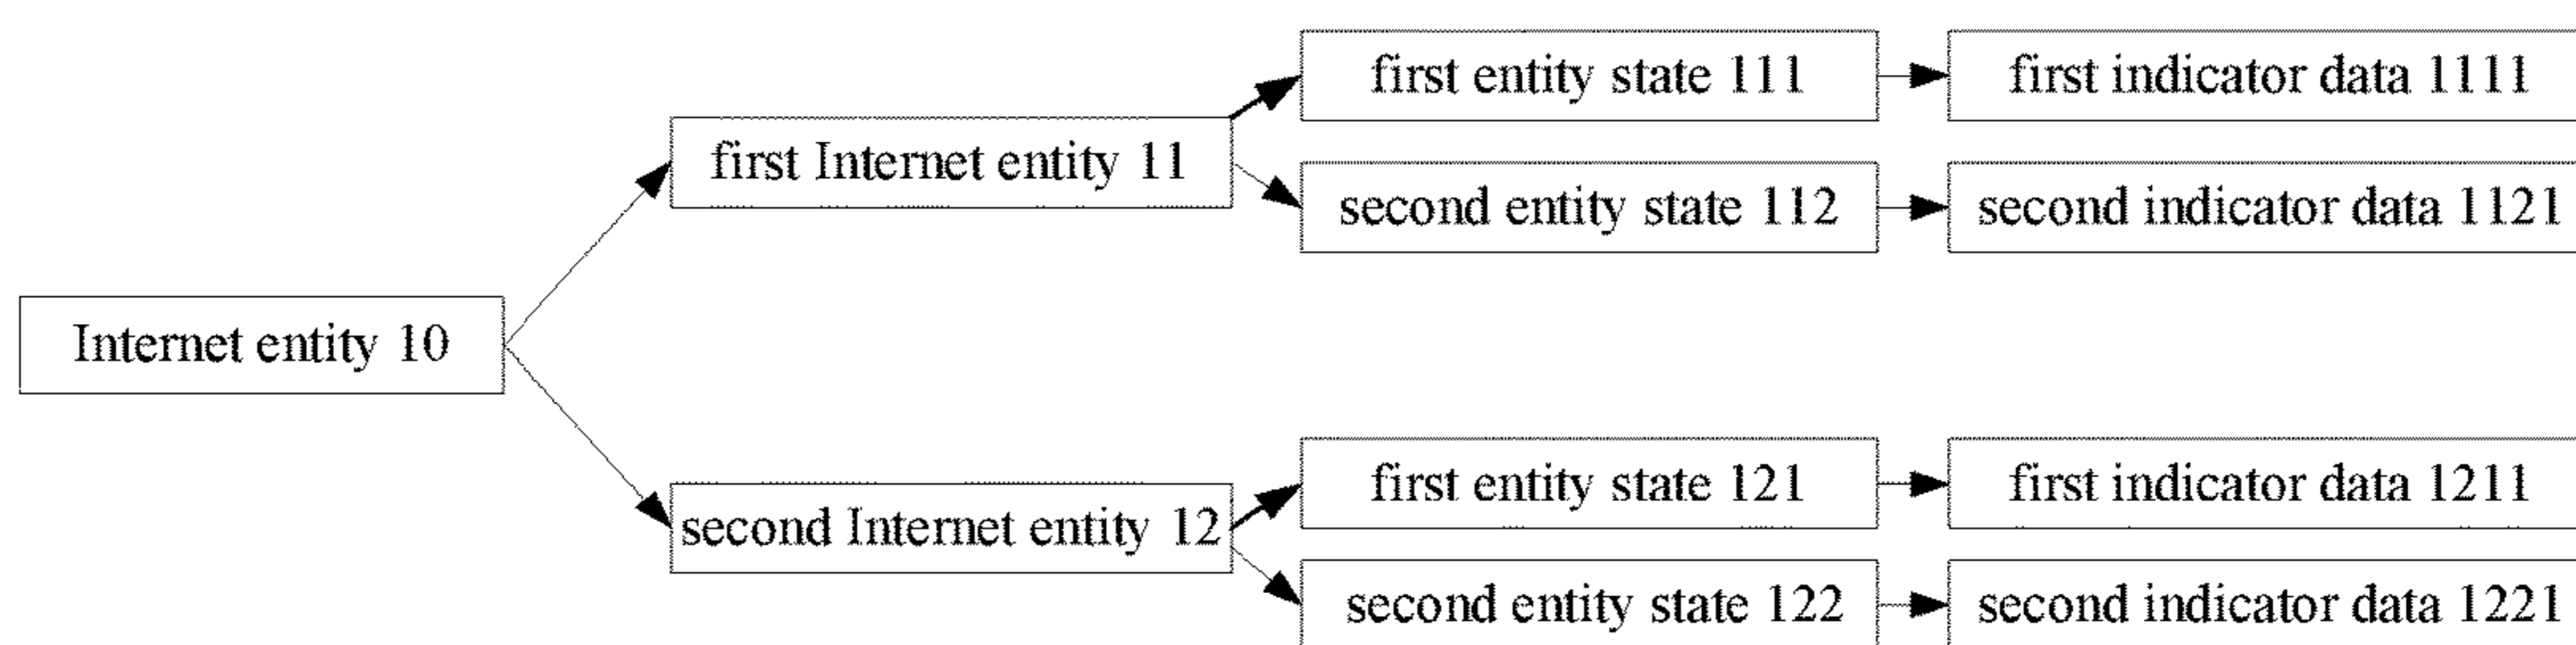 first entity state 111
first indicator data 1111
first Internet entity 11
second entity state 112
second indicator data 1121
Internet entity 10
first entity state 121
first indicator data 1211
second Internet entity 12
second entity state 122
second indicator data 1221